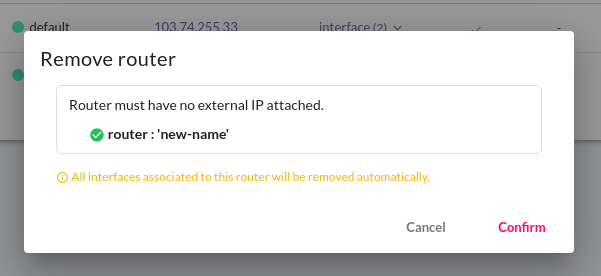 default 103.74.255.33 interface (2) -
Remove router
Router must have no external IP attached.
router : 'new-name'
All interfaces associated to this router will be removed automatically.
Cancel Confirm